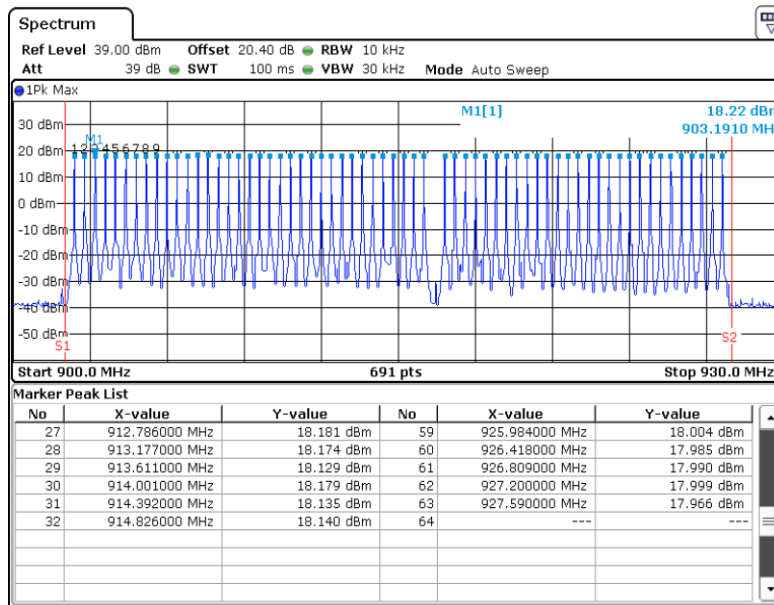 Spectrum
Ref Level 39.00 dBm Offset 20.40 dB RBW 10 kHz
Att 39 dB SWT 100 ms VBW 30 kHz Mode Auto Sweep
1Pk Max
M1[1] 18.22 dBm
903.1910 MH
30 dBm
M1
20 dBm
123456789
10 dBm
0 dBm
-10 dBm
-20 dBm
-30 dBm
-40 dBm
-50 dBm
S1
S2
Start 900.0 MHz 691 pts Stop 930.0 MHz
Marker Peak List
No X-value Y-value No X-value Y-value
27 912.786000 MHz 18.181 dBm 59 925.984000 MHz 18.004 dBm
28 913.177000 MHz 18.174 dBm 60 926.418000 MHz 17.985 dBm
29 913.611000 MHz 18.129 dBm 61 926.809000 MHz 17.990 dBm
30 914.001000 MHz 18.179 dBm 62 927.200000 MHz 17.999 dBm
31 914.392000 MHz 18.135 dBm 63 927.590000 MHz 17.966 dBm
32 914.826000 MHz 18.140 dBm 64 --- ---